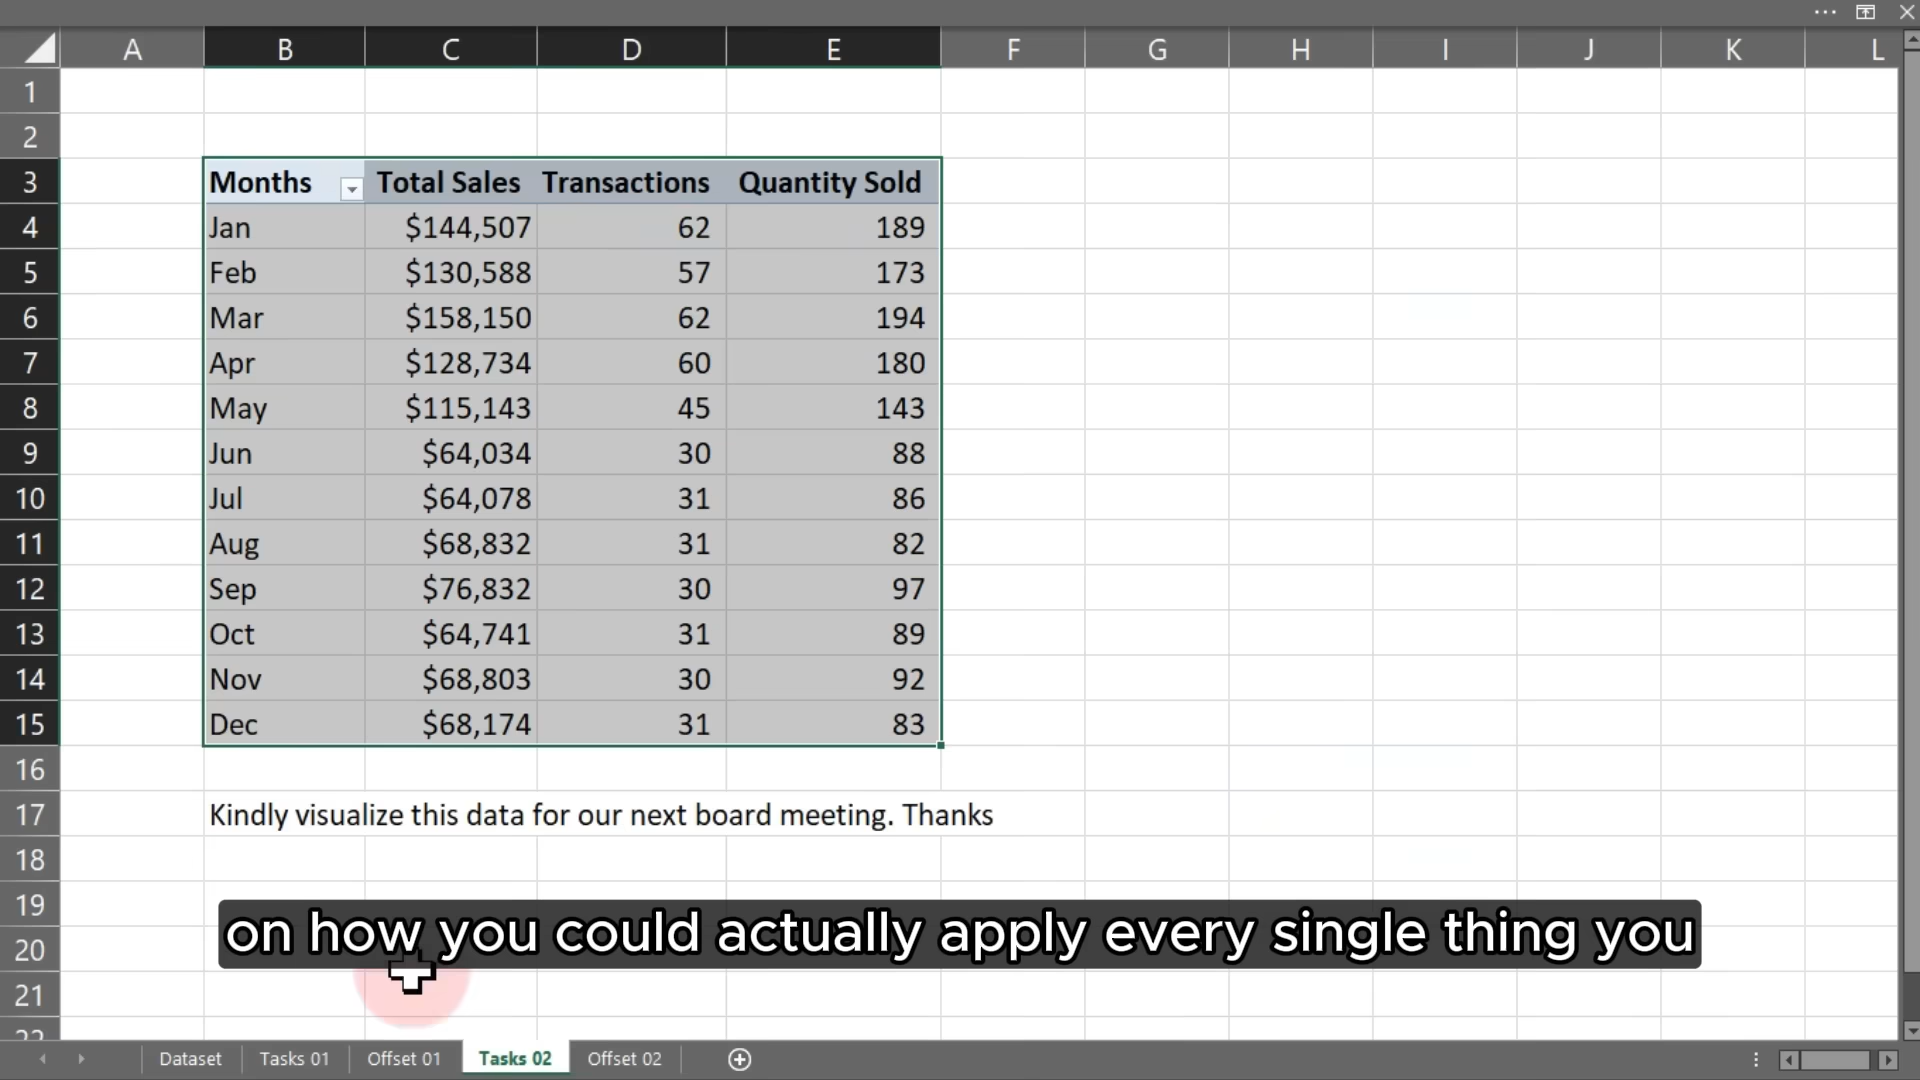 A B C D E F G H I J K L
1
2
3 Months Total Sales Transactions Quantity Sold
4 Jan $144,507 62 189
5 Feb $130,588 57 173
6 Mar $158,150 62 194
7 Apr $128,734 60 180
8 May $115,143 45 143
9 Jun $64,034 30 88
10 Jul $64,078 31 86
11 Aug $68,832 31 82
12 Sep $76,832 30 97
13 Oct $64,741 31 89
14 Nov $68,803 30 92
15 Dec $68,174 31 83
16
17 Kindly visualize this data for our next board meeting. Thanks
18
19
on how you could actually apply every single thing you
20
21
22
Dataset Tasks 01 Offset 01 Tasks 02 Offset 02